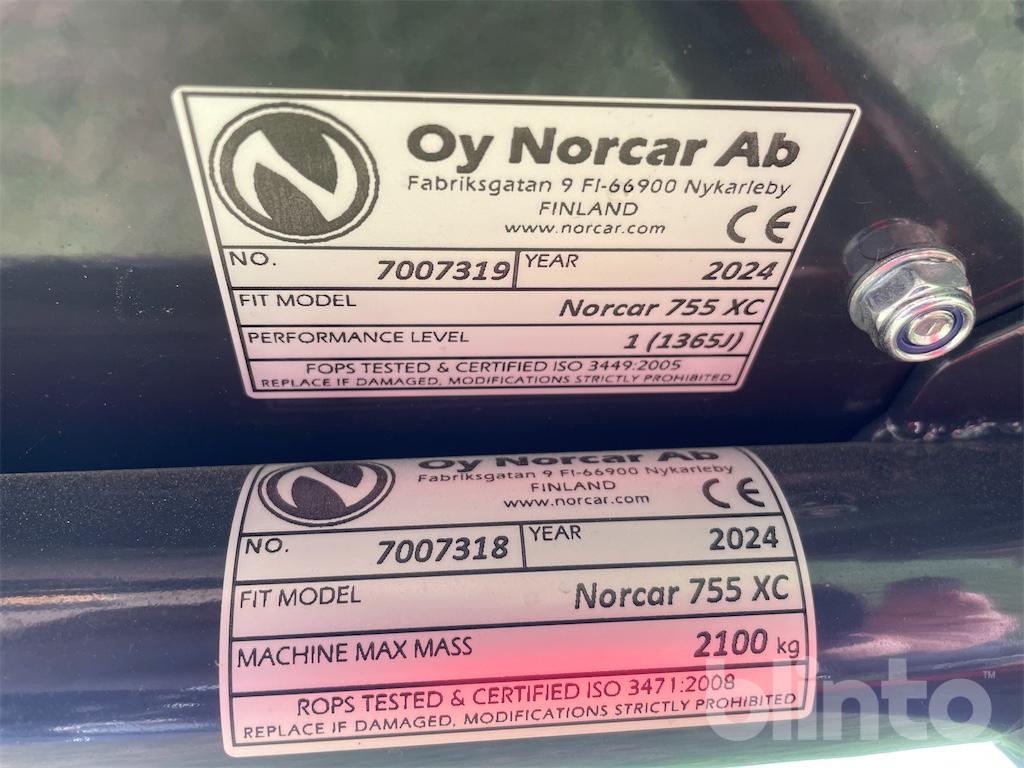 Oy Norcar Ab
Fabriksgatan 9 FI-66900 Nykarleby
FINLAND
www.norcar.com
CE
NO. 7007319 YEAR 2024
FIT MODEL Norcar 755 XC
PERFORMANCE LEVEL 1 (1365J)
FOPS TESTED & CERTIFIED ISO 3449:2005
REPLACE IF DAMAGED, MODIFICATIONS STRICTLY PROHIBITED
Oy Norcar Ab
Fabriksgatan 9 FI-66900 Nykarleby
FINLAND
www.norcar.com
CE
NO. 7007318 YEAR 2024
FIT MODEL Norcar 755 XC
MACHINE MAX MASS 2100 kg
ROPS TESTED & CERTIFIED ISO 3471:2008
REPLACE IF DAMAGED, MODIFICATIONS STRICTLY PROHIBITED
blinto™